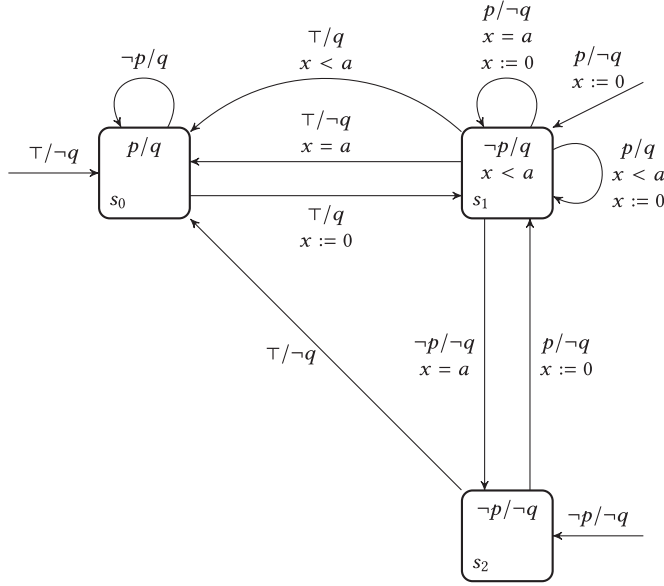 ¬p/q
⊤/q
x < a
p/¬q
x = a
x := 0
p/¬q
x := 0
⊤/¬q
p/q
s₀
⊤/¬q
x = a
¬p/q
x < a
s₁
p/q
x < a
x := 0
⊤/q
x := 0
⊤/¬q
¬p/¬q
x = a
p/¬q
x := 0
¬p/¬q
s₂
¬p/¬q